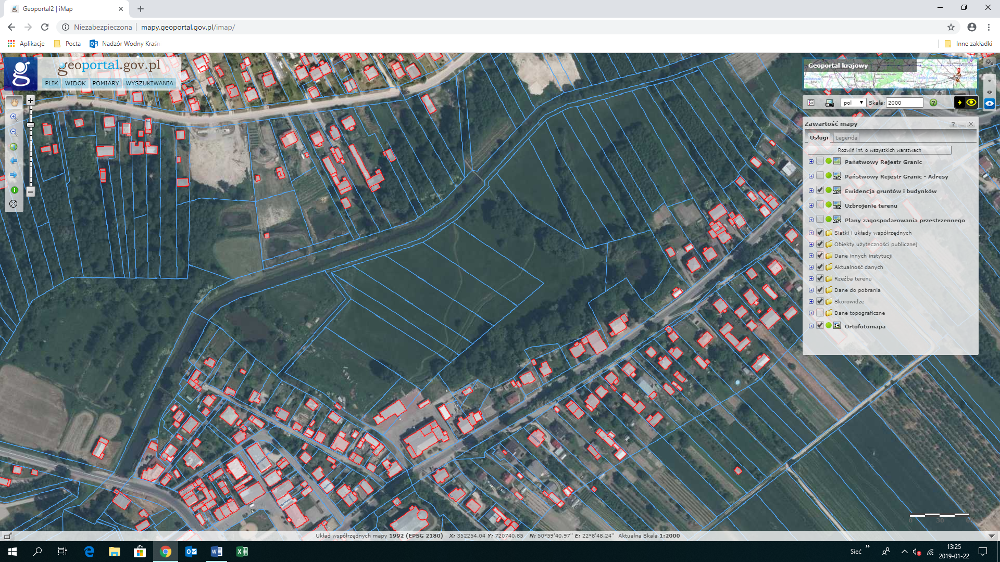 Geoportal2 | iMap
Niezabezpieczona | mapy.geoportal.gov.pl/imap/
Aplikacje
Pocta
Nadzór Wodny Kraśn
Inne zakładki
geoportal.gov.pl
PLIK WIDOK POMIARY WYSZUKIWANIA
Geoportal krajowy
wms pol Skala: 2000
Zawartość mapy
Usługi Legenda
Rozwiń inf. o wszystkich warstwach
Państwowy Rejestr Granic
Państwowy Rejestr Granic - Adresy
Ewidencja gruntów i budynków
Uzbrojenie terenu
Plany zagospodarowania przestrzennego
Siatki i układy współrzędnych
Obiekty użyteczności publicznej
Dane innych instytucji
Aktualność danych
Rzeźba terenu
Dane do pobrania
Skorowidze
Dane topograficzne
Ortofotomapa
0 30
Układ współrzędnych mapy 1992 (EPSG 2180) X: 352254.04 Y: 720740.85 N: 50°59'40.97'' E: 22°8'48.24'' Aktualna Skala 1:2000
Sieć
13:25
2019-01-22